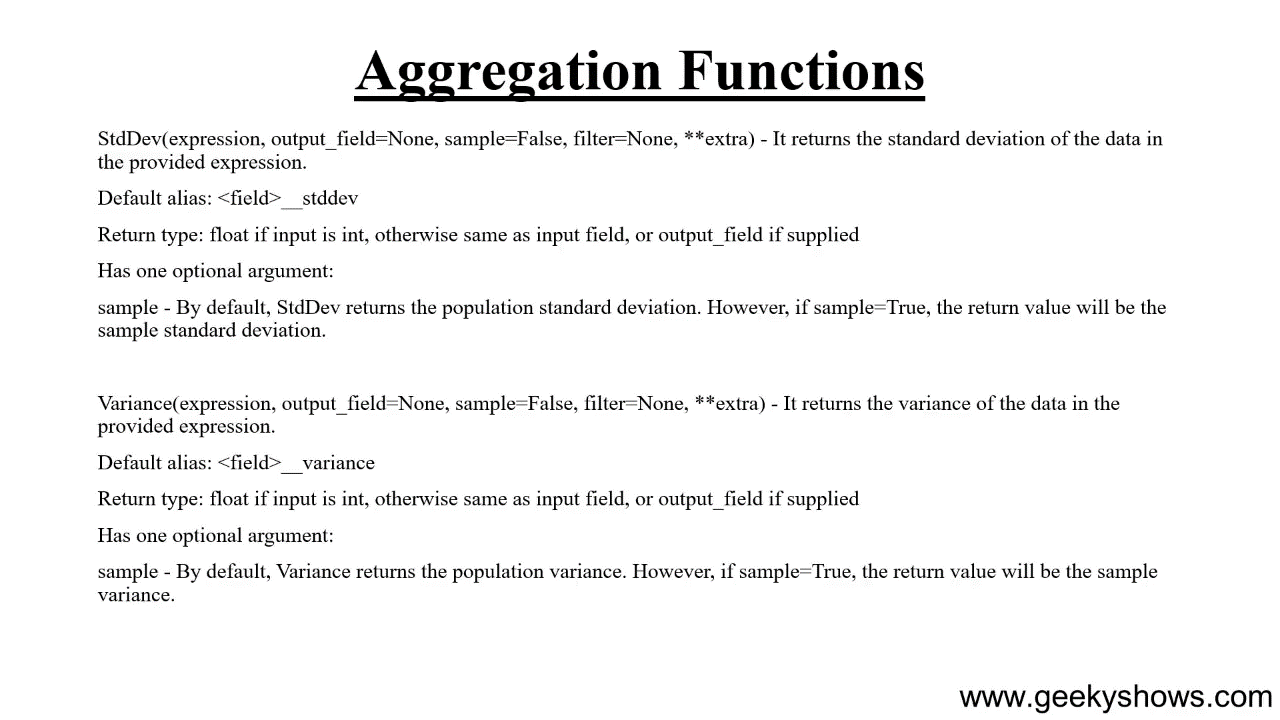 Aggregation Functions
StdDev(expression, output_field=None, sample=False, filter=None, **extra) - It returns the standard deviation of the data in
the provided expression.
Default alias: <field>__stddev
Return type: float if input is int, otherwise same as input field, or output_field if supplied
Has one optional argument:
sample - By default, StdDev returns the population standard deviation. However, if sample=True, the return value will be the
sample standard deviation.
Variance(expression, output_field=None, sample=False, filter=None, **extra) - It returns the variance of the data in the
provided expression.
Default alias: <field>__variance
Return type: float if input is int, otherwise same as input field, or output_field if supplied
Has one optional argument:
sample - By default, Variance returns the population variance. However, if sample=True, the return value will be the sample
variance.
www.geekyshows.com